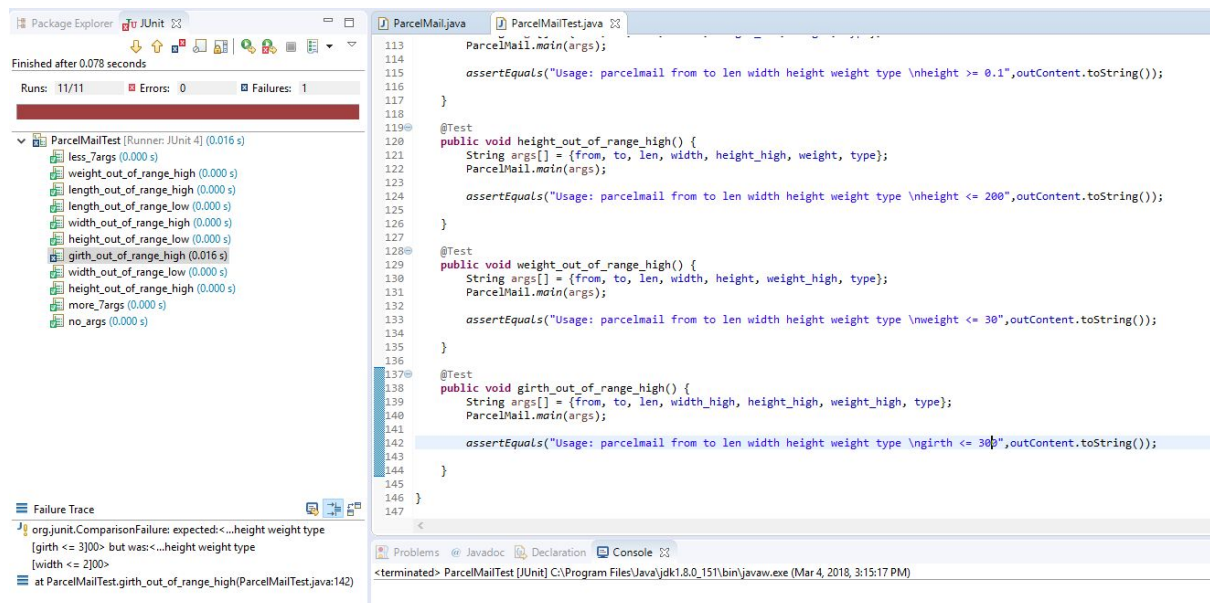 Package Explorer JUnit
Finished after 0.078 seconds
Runs: 11/11 Errors: 0 Failures: 1
ParcelMailTest [Runner: JUnit 4] (0.016 s)
less_7args (0.000 s)
weight_out_of_range_high (0.000 s)
length_out_of_range_high (0.000 s)
length_out_of_range_low (0.000 s)
width_out_of_range_high (0.000 s)
height_out_of_range_low (0.000 s)
girth_out_of_range_high (0.016 s)
width_out_of_range_low (0.000 s)
height_out_of_range_high (0.000 s)
more_7args (0.000 s)
no_args (0.000 s)
Failure Trace
org.junit.ComparisonFailure: expected:<...height weight type
[girth <= 3]00> but was:<...height weight type
[width <= 2]00>
at ParcelMailTest.girth_out_of_range_high(ParcelMailTest.java:142)
ParcelMail.java ParcelMailTest.java
113 ParcelMail.main(args);
114
115 assertEquals("Usage: parcelmail from to len width height weight type \nheight >= 0.1",outContent.toString());
116
117 }
118
119 @Test
120 public void height_out_of_range_high() {
121 String args[] = {from, to, len, width, height_high, weight, type};
122 ParcelMail.main(args);
123
124 assertEquals("Usage: parcelmail from to len width height weight type \nheight <= 200",outContent.toString());
125
126 }
127
128 @Test
129 public void weight_out_of_range_high() {
130 String args[] = {from, to, len, width, height, weight_high, type};
131 ParcelMail.main(args);
132
133 assertEquals("Usage: parcelmail from to len width height weight type \nweight <= 30",outContent.toString());
134
135 }
136
137 @Test
138 public void girth_out_of_range_high() {
139 String args[] = {from, to, len, width_high, height_high, weight_high, type};
140 ParcelMail.main(args);
141
142 assertEquals("Usage: parcelmail from to len width height weight type \ngirth <= 300",outContent.toString());
143
144 }
145
146 }
147
Problems @ Javadoc Declaration Console
<terminated> ParcelMailTest [JUnit] C:\Program Files\Java\jdk1.8.0_151\bin\javaw.exe (Mar 4, 2018, 3:15:17 PM)